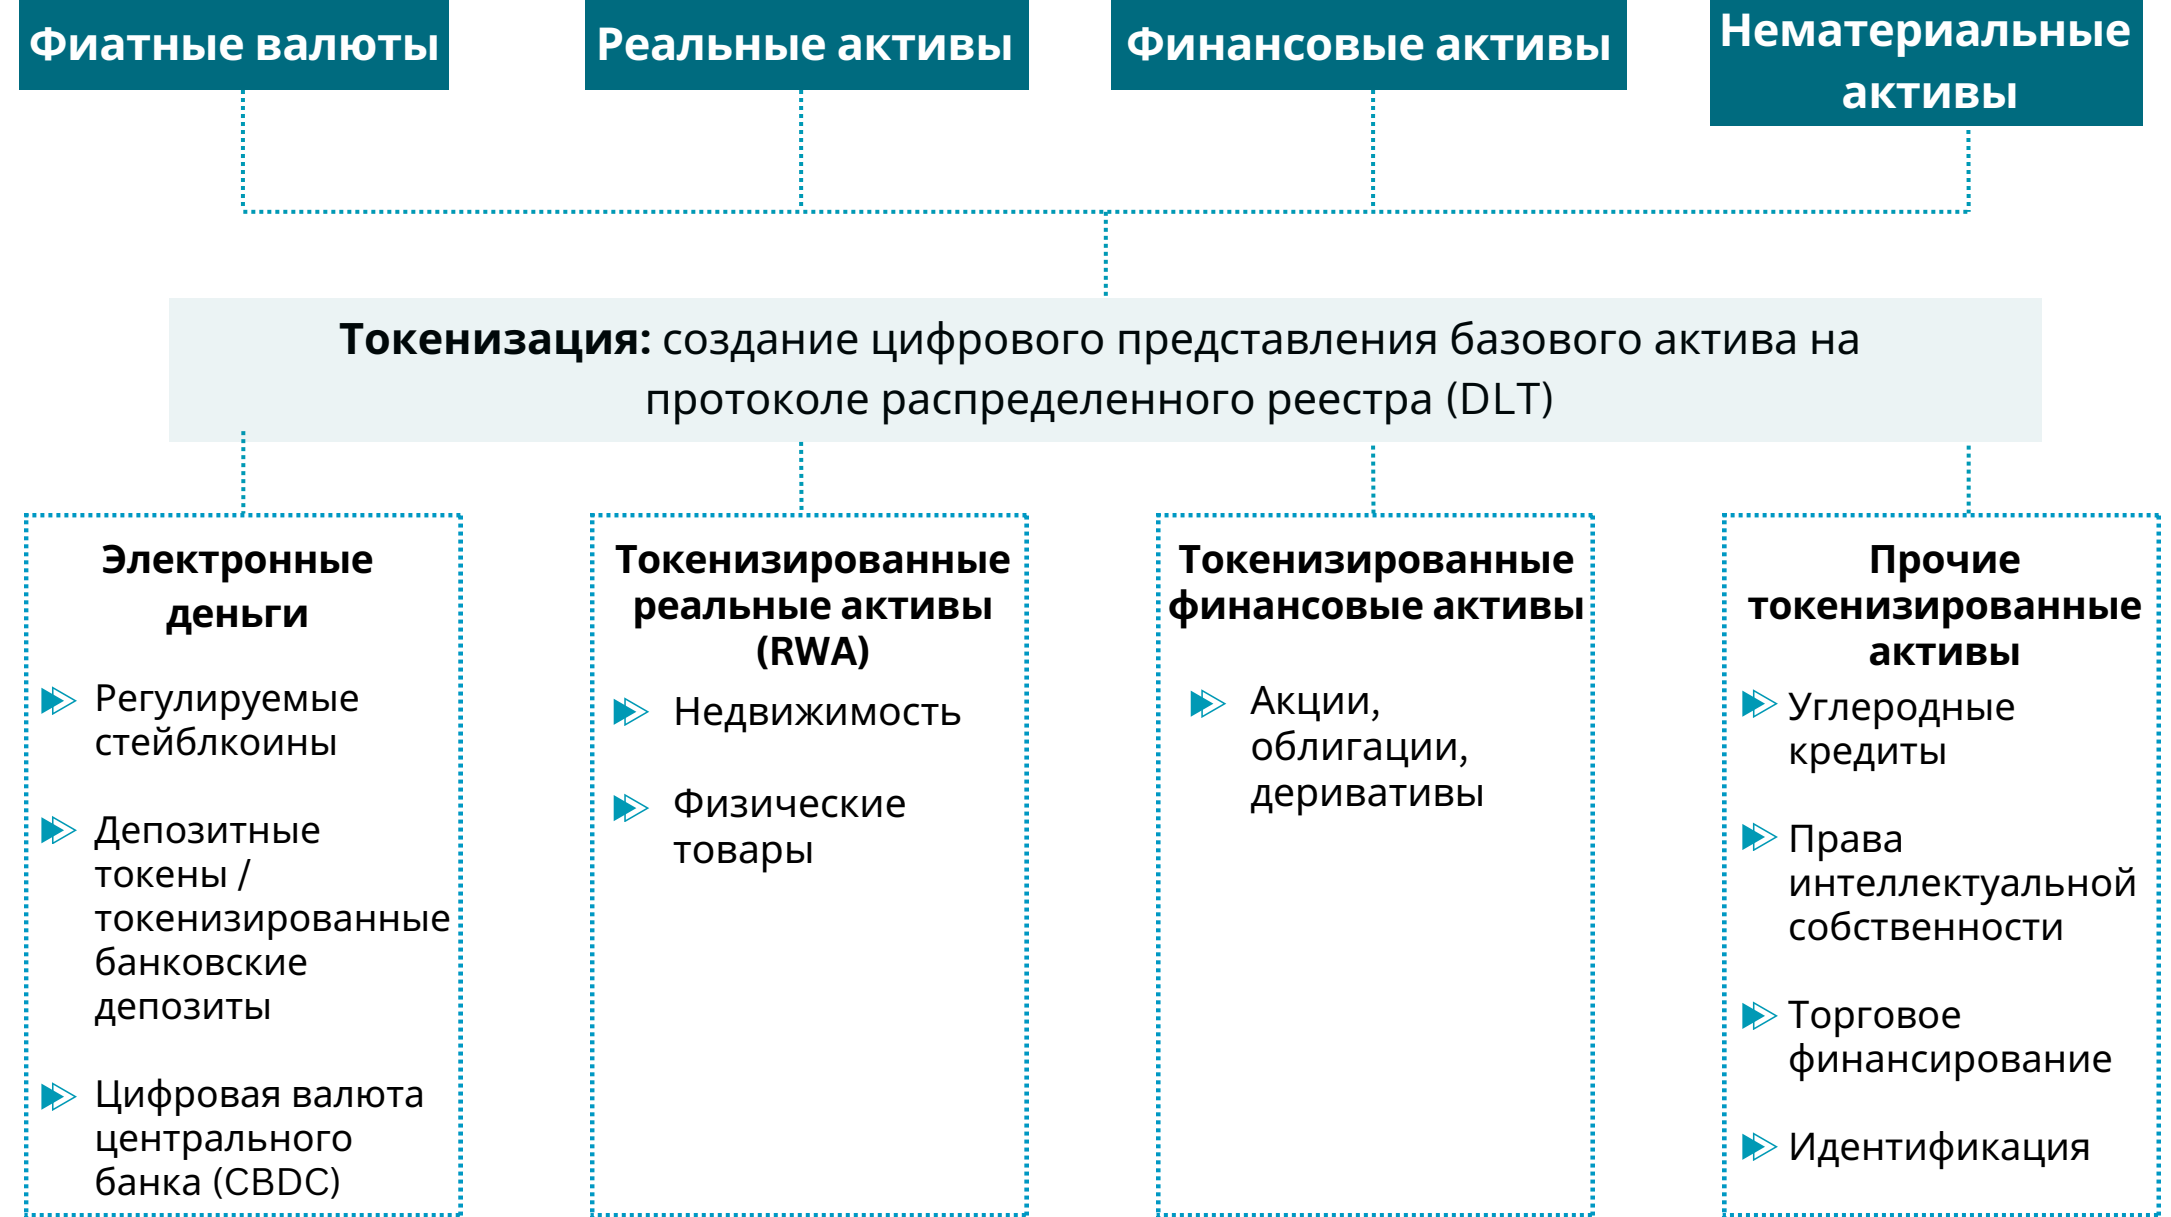 Фиатные валюты
Реальные активы
Финансовые активы
Нематериальные
активы
Токенизация: создание цифрового представления базового актива на
протоколе распределенного реестра (DLT)
Электронные
деньги
Регулируемые
стейблкоины
Депозитные
токены /
токенизированные
банковские
депозиты
Цифровая валюта
центрального
банка (CBDC)
Токенизированные
реальные активы
(RWA)
Недвижимость
Физические
товары
Токенизированные
финансовые активы
Акции,
облигации,
деривативы
Прочие
токенизированные
активы
Углеродные
кредиты
Права
интеллектуальной
собственности
Торговое
финансирование
Идентификация